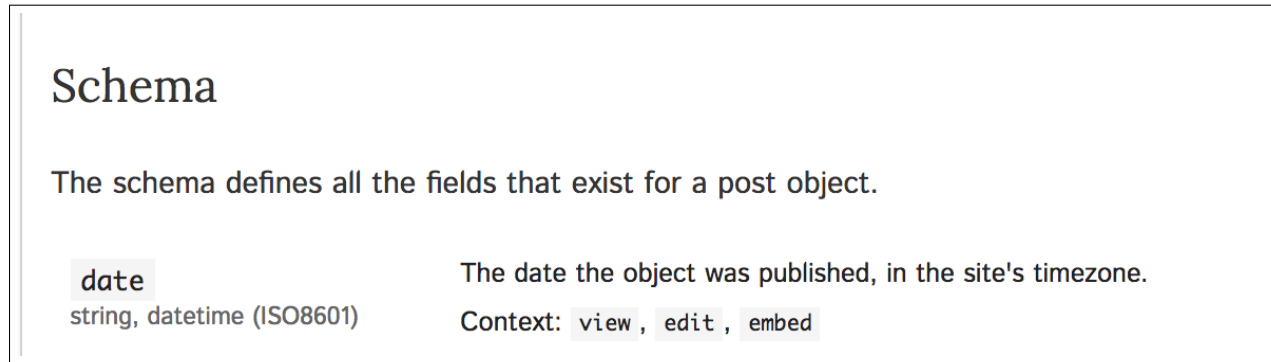 Schema
The schema defines all the fields that exist for a post object.
date
string, datetime (ISO8601)
The date the object was published, in the site's timezone.
Context: view, edit, embed